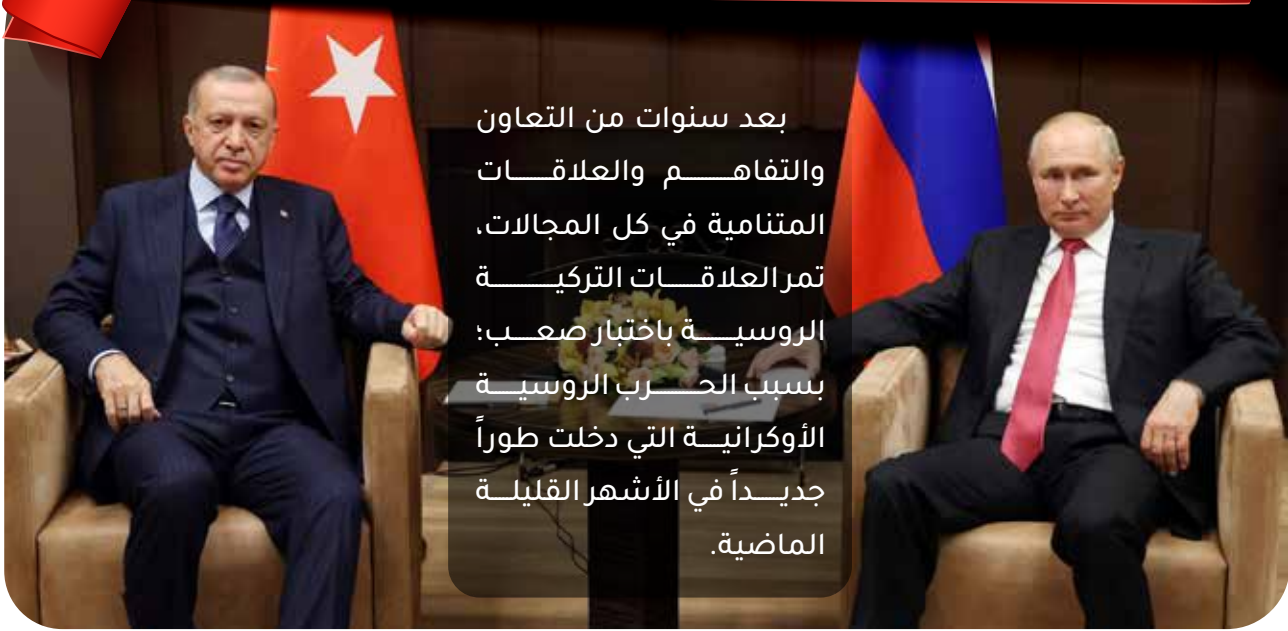 بعد سنوات من التعاون
والتفاهم والعلاقات
المتنامية في كل المجالات،
تمر العلاقات التركية
الروسية باختبار صعب؛
بسبب الحرب الروسية
الأوكرانية التي دخلت طوراً
جديداً في الأشهر القليلة
الماضية.